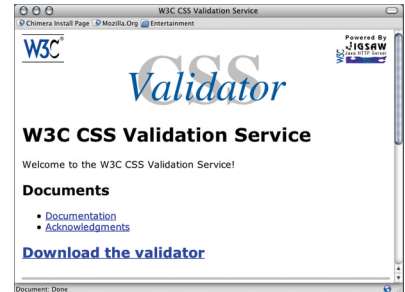 W3C CSS Validation Service
Chimera Install Page Mozilla.Org Entertainment
W3C®
Powered By
JIGSAW
Java HTTP Server
W3C
CSS
Validator
W3C CSS Validation Service
Welcome to the W3C CSS Validation Service!
Documents
• Documentation
• Acknowledgments
Download the validator
Document: Done